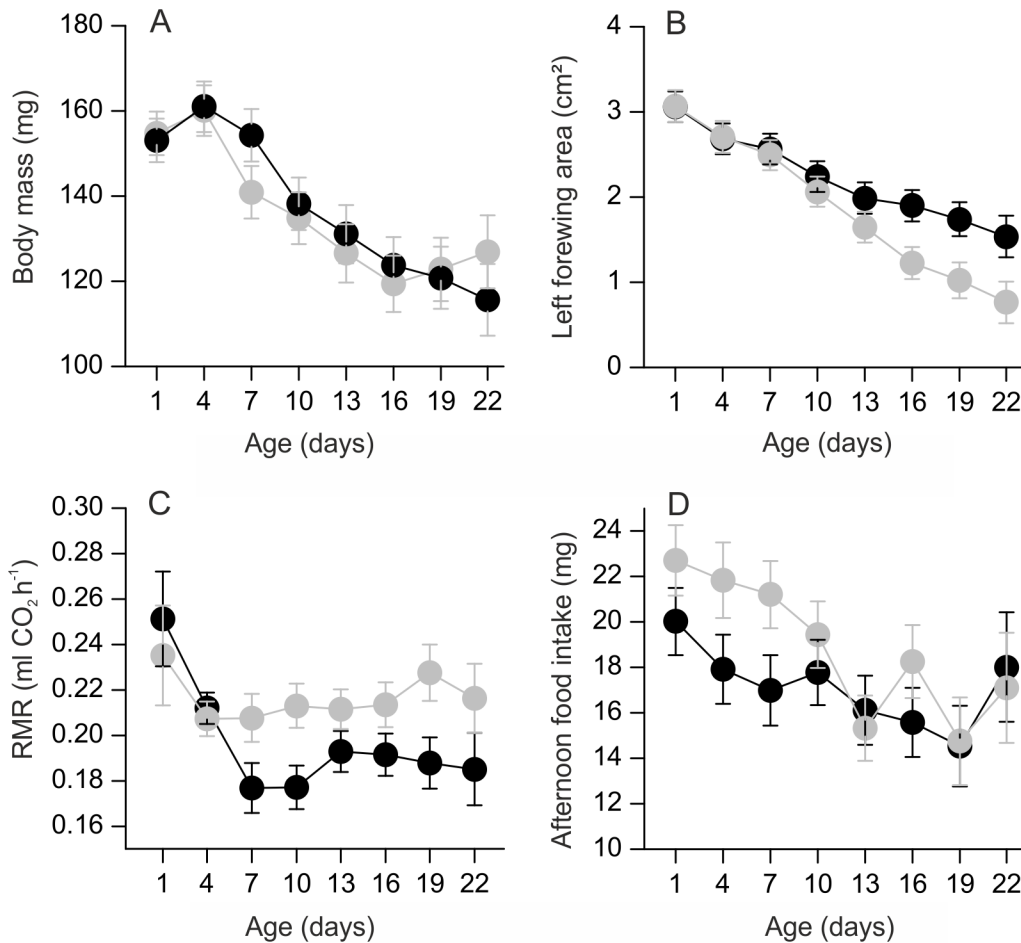 A
Body mass (mg)
180
160
140
120
100
1 4 7 10 13 16 19 22
Age (days)
B
Left forewing area (cm²)
4
3
2
1
0
1 4 7 10 13 16 19 22
Age (days)
C
RMR (ml CO₂ h⁻¹)
0.30
0.28
0.26
0.24
0.22
0.20
0.18
0.16
1 4 7 10 13 16 19 22
Age (days)
D
Afternoon food intake (mg)
24
22
20
18
16
14
12
10
1 4 7 10 13 16 19 22
Age (days)